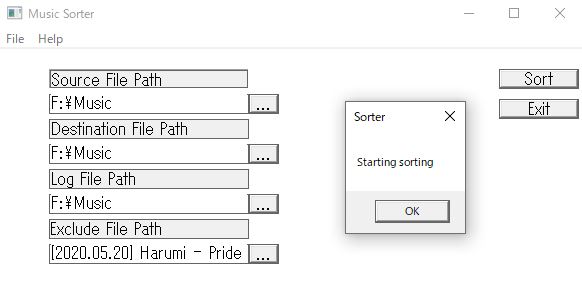 Music Sorter
File Help
Source File Path
F:¥Music
...
Destination File Path
F:¥Music
...
Log File Path
F:¥Music
...
Exclude File Path
[2020.05.20] Harumi - Pride
...
Sorter
Starting sorting
OK
Sort
Exit